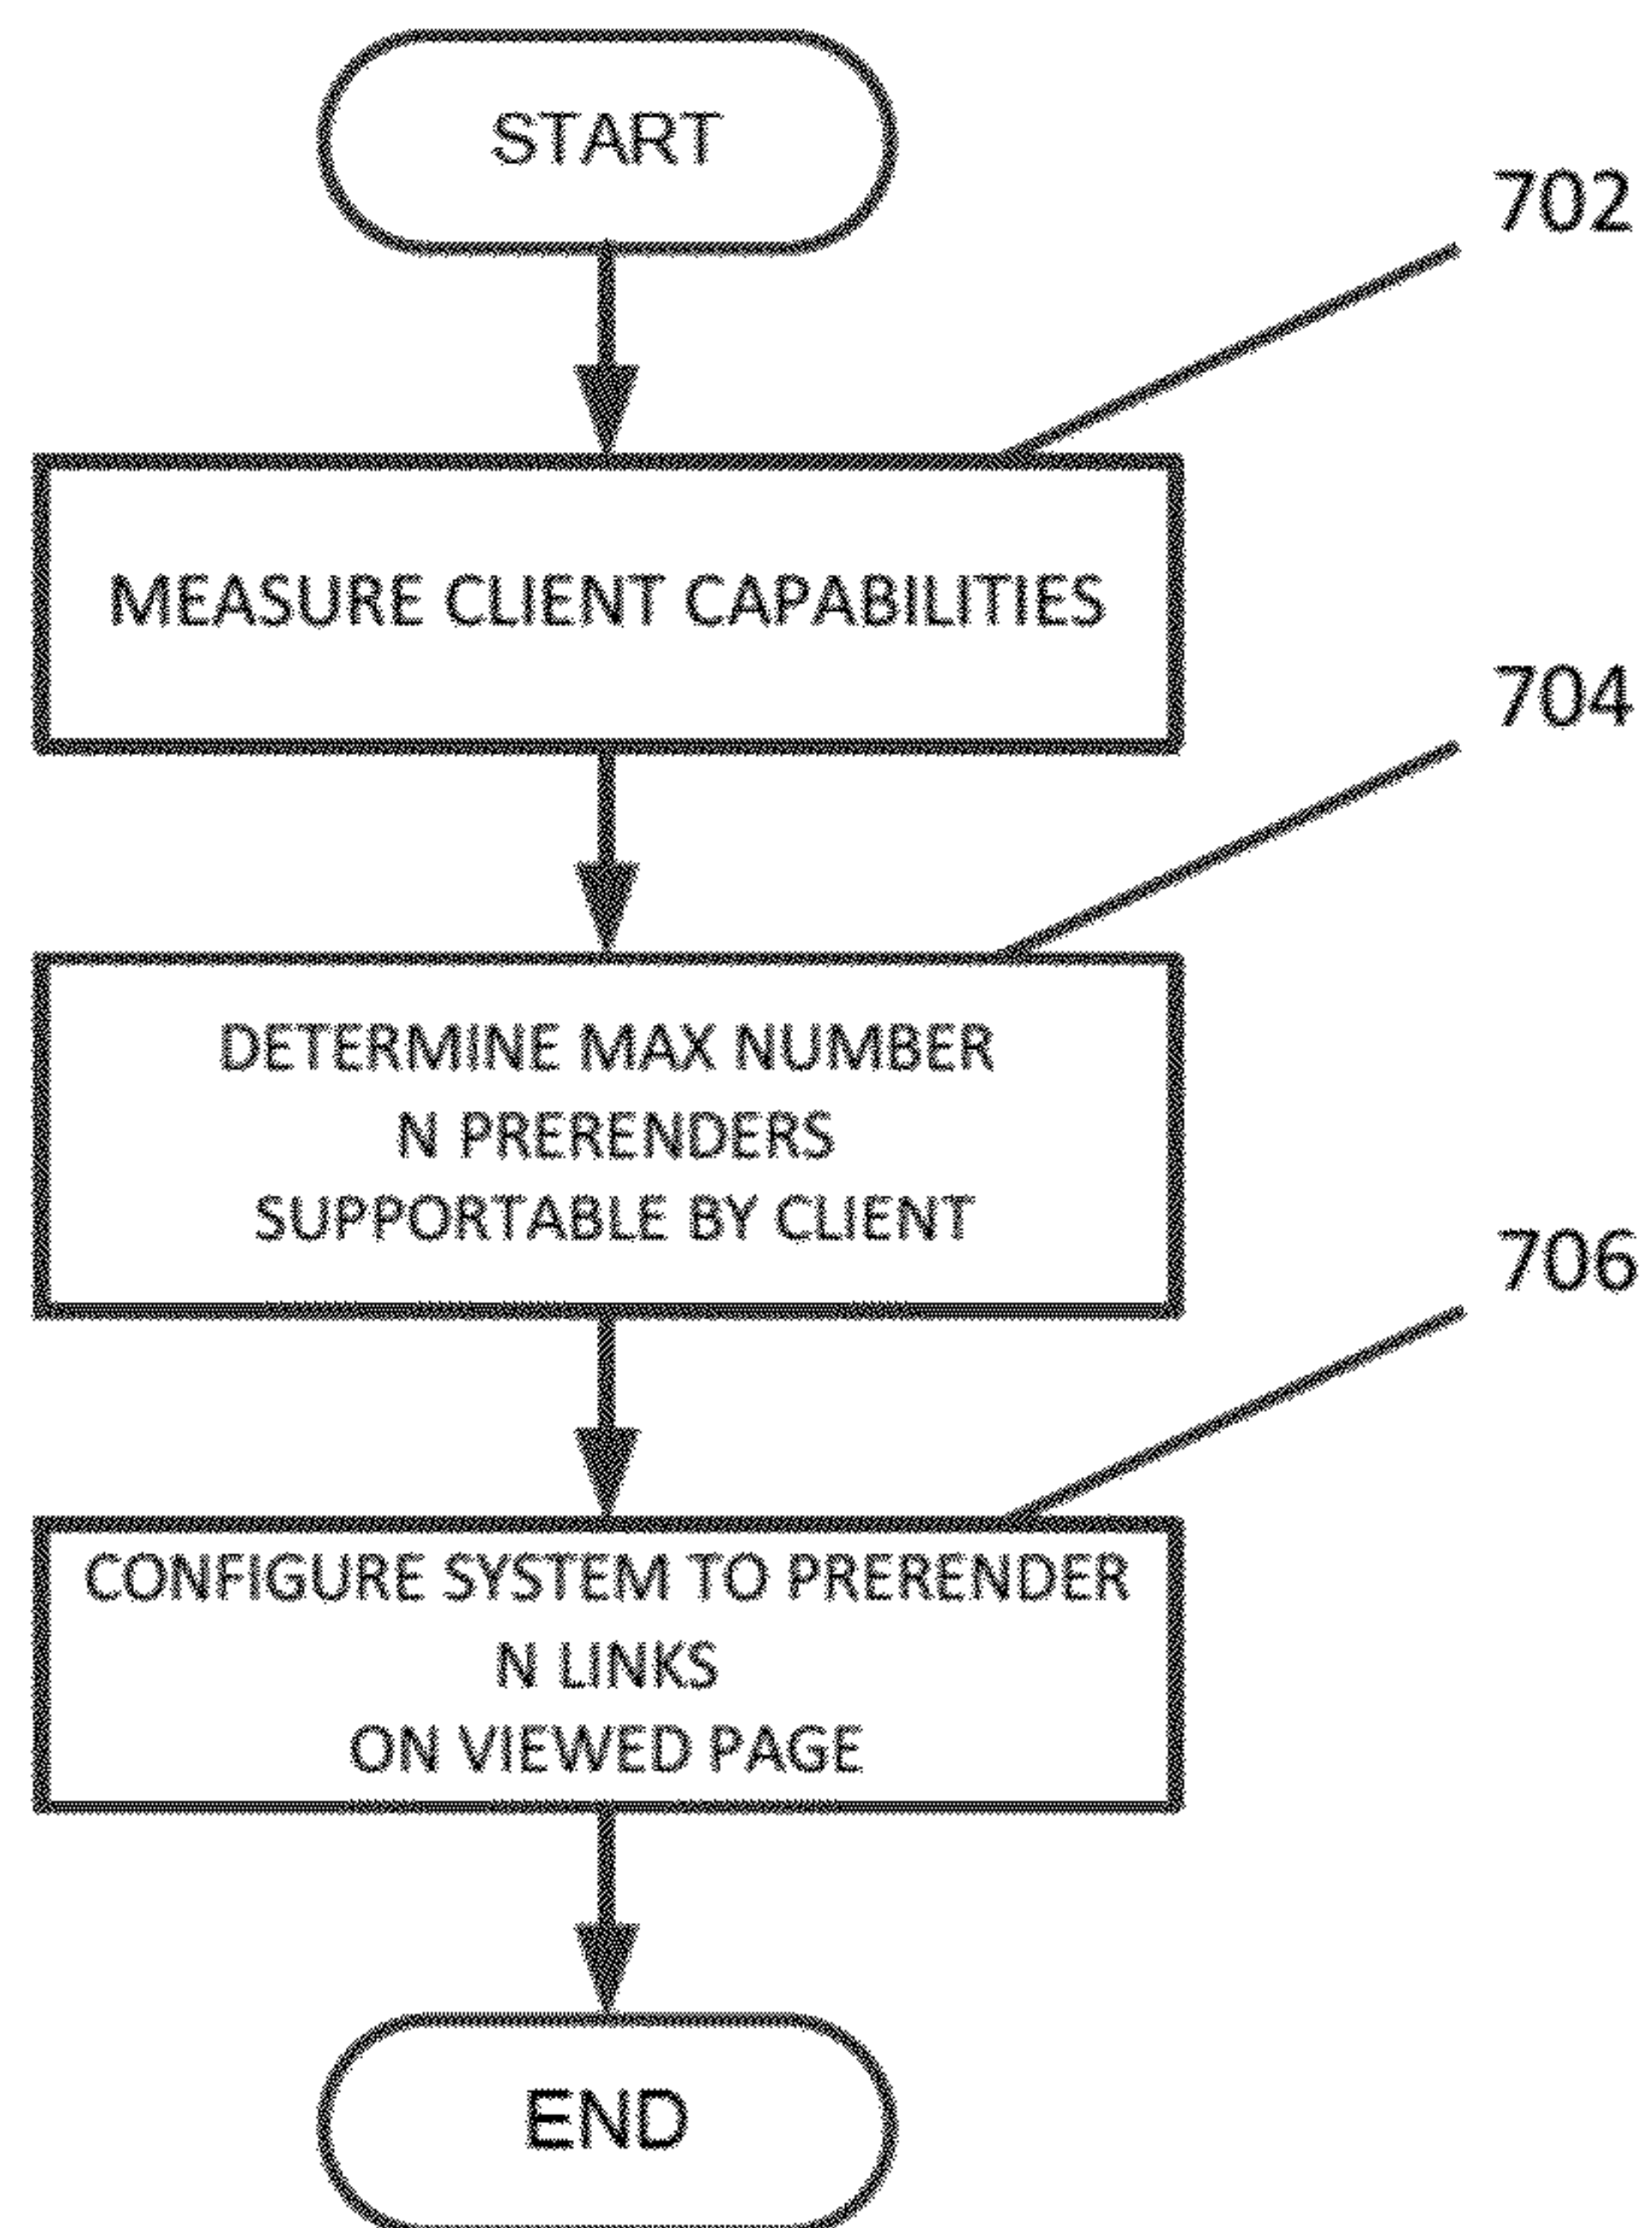 START
702
MEASURE CLIENT CAPABILITIES
704
DETERMINE MAX NUMBER
N PRERENDERS
SUPPORTABLE BY CLIENT
706
CONFIGURE SYSTEM TO PRERENDER
N LINKS
ON VIEWED PAGE
END